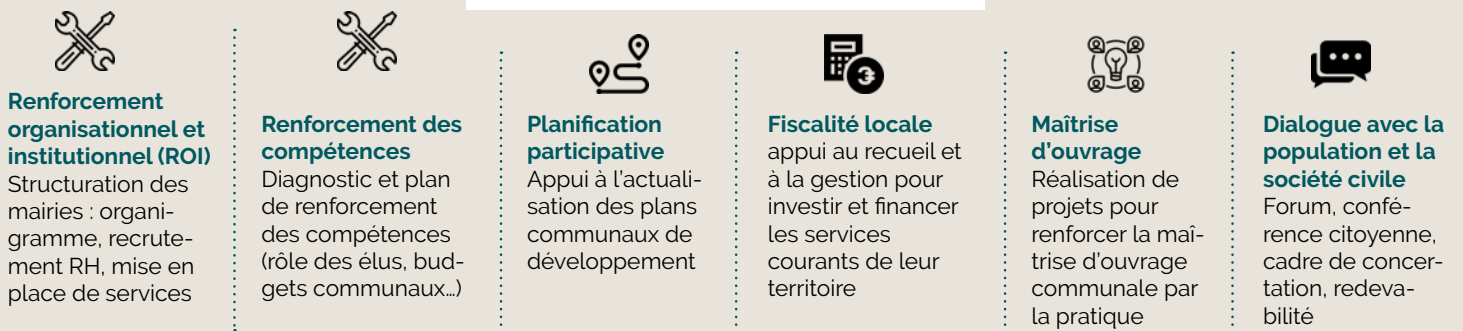 Renforcement
organisationnel et
institutionnel (ROI)
Structuration des
mairies : organi-
gramme, recrute-
ment RH, mise en
place de services
Renforcement des
compétences
Diagnostic et plan
de renforcement
des compétences
(rôle des élus, bud-
gets communaux…)
Planification
participative
Appui à l’actuali-
sation des plans
communaux de
développement
Fiscalité locale
appui au recueil et
à la gestion pour
investir et financer
les services
courants de leur
territoire
Maîtrise
d’ouvrage
Réalisation de
projets pour
renforcer la maî-
trise d’ouvrage
communale par
la pratique
Dialogue avec la
population et la
société civile
Forum, confé-
rence citoyenne,
cadre de concer-
tation, redeva-
bilité